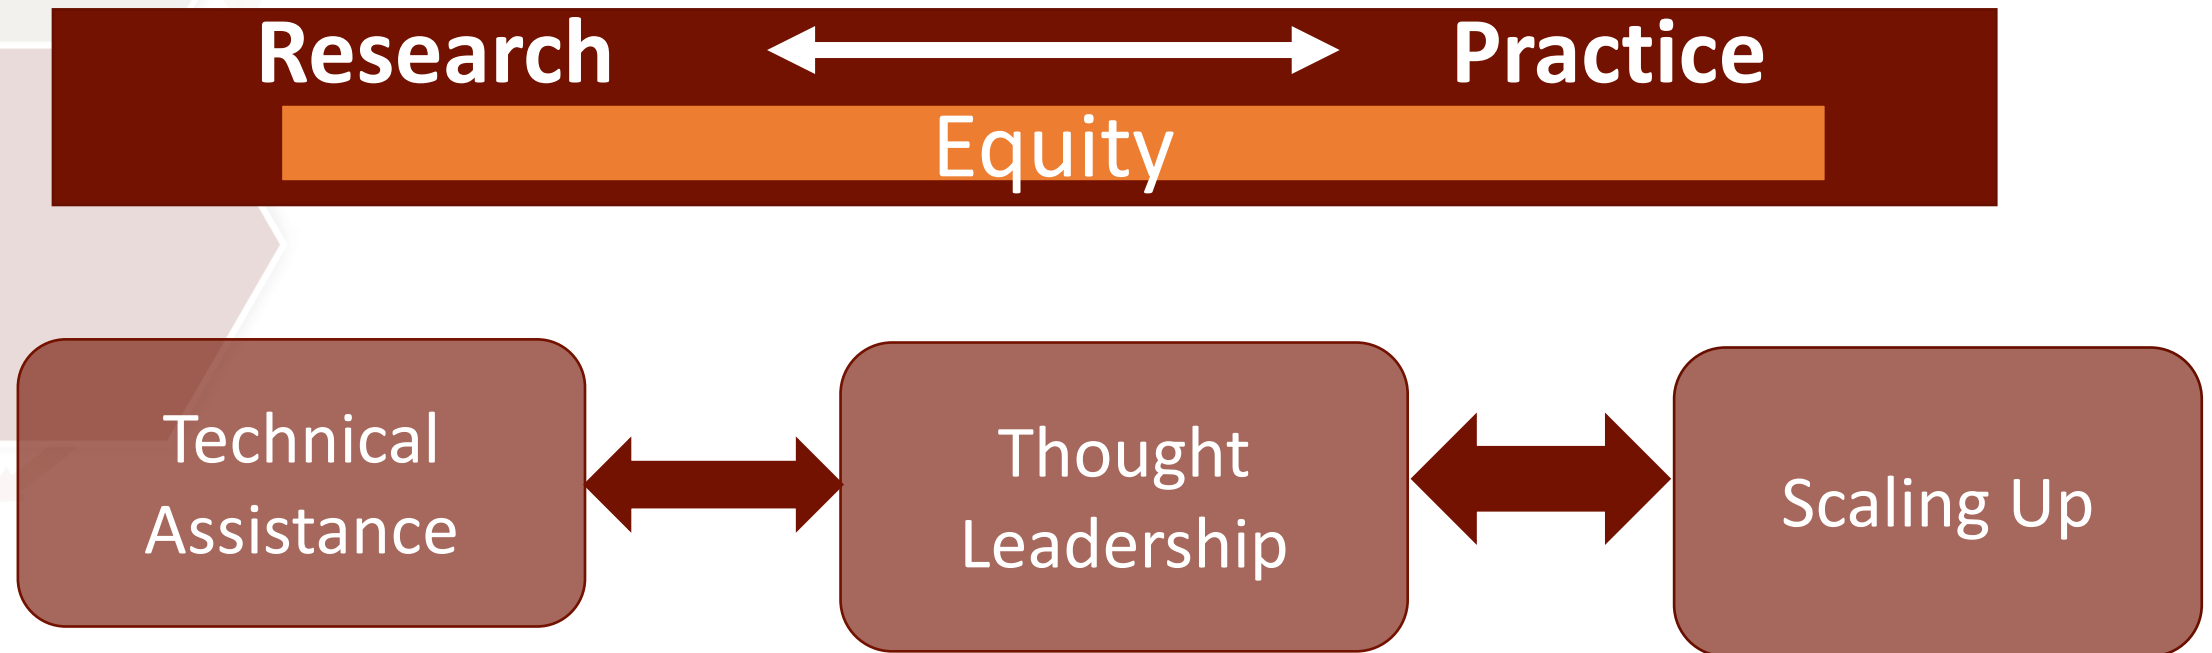 Research Practice
Equity
Technical
Assistance
Thought
Leadership
Scaling Up